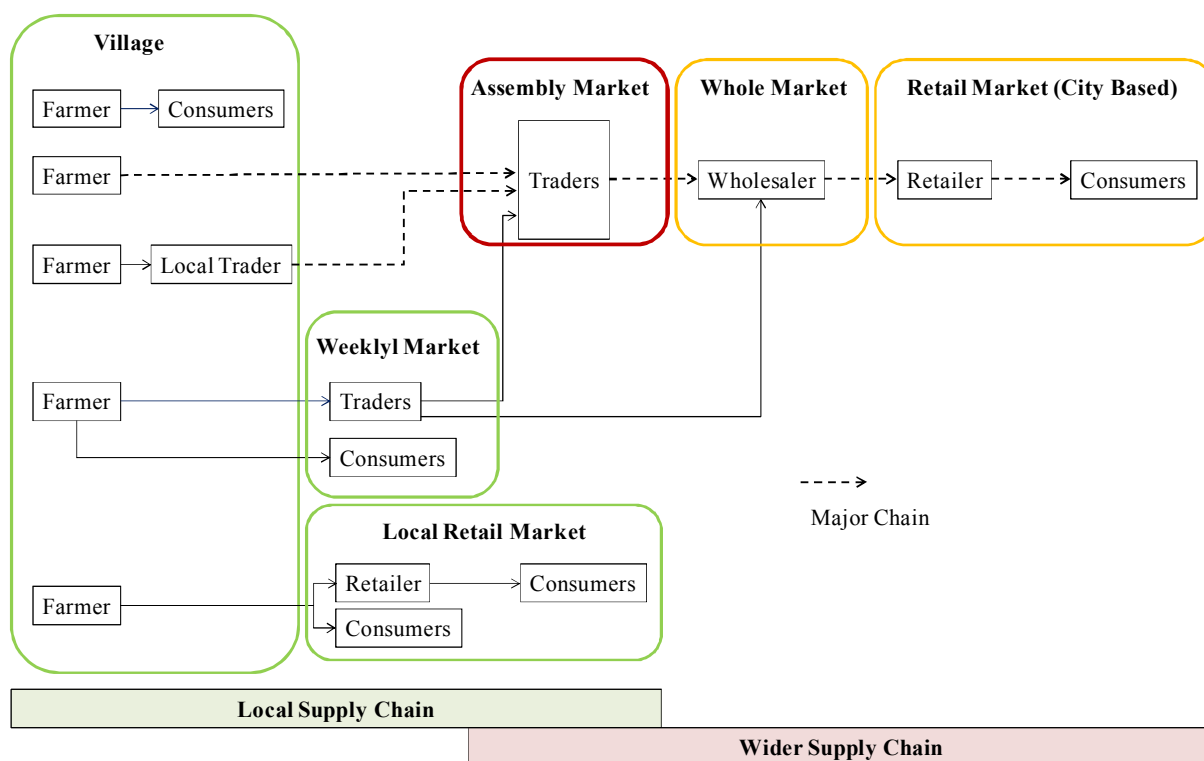 Village
Assembly Market
Whole Market
Retail Market (City Based)
Farmer
Consumers
Farmer
Traders
Wholesaler
Retailer
Consumers
Farmer
Local Trader
Weeklyl Market
Farmer
Traders
Consumers
Major Chain
Local Retail Market
Farmer
Retailer
Consumers
Consumers
Local Supply Chain
Wider Supply Chain